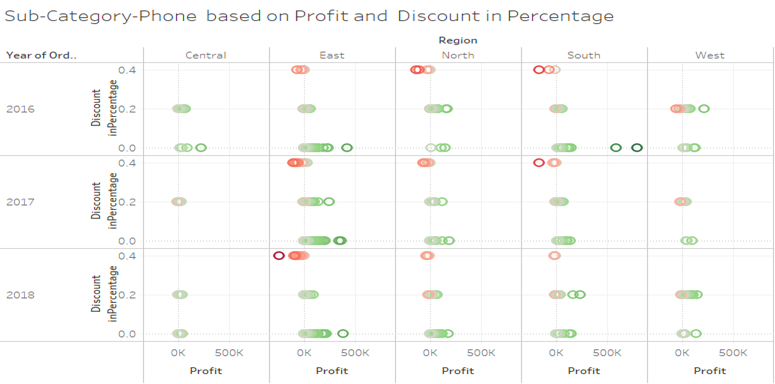 Sub-Category-Phone based on Profit and Discount in Percentage
Region
Year of Ord.. Central East North South West
2016
Discount
inPercentage
0.4
0.2
0.0
2017
Discount
inPercentage
0.4
0.2
0.0
2018
Discount
inPercentage
0.4
0.2
0.0
0K 500K 0K 500K 0K 500K 0K 500K 0K 500K
Profit Profit Profit Profit Profit